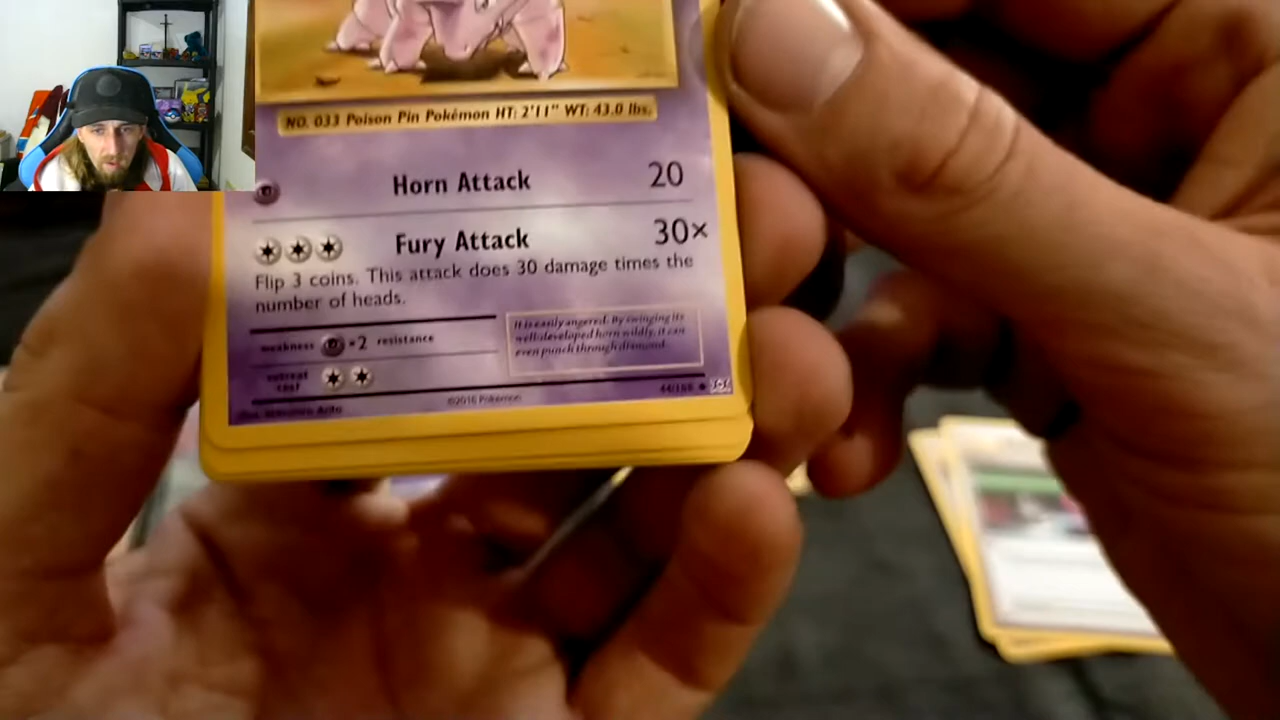 NO. 033 Poison Pin Pokémon HT: 2'11" WT: 43.0 lbs.
Horn Attack 20
Fury Attack 30×
Flip 3 coins. This attack does 30 damage times the
number of heads.
It is easily angered. By swinging its
well-developed horn wildly, it can
even punch through diamond.
weakness ×2 resistance
retreat
cost
©2016 Pokémon